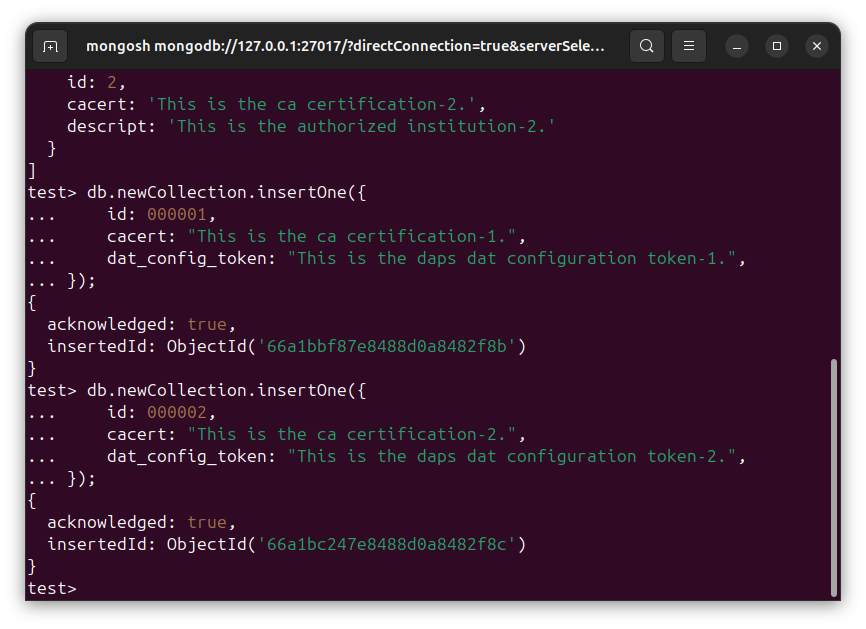 mongosh mongodb://127.0.0.1:27017/?directConnection=true&serverSele...
    id: 2,
    cacert: 'This is the ca certification-2.',
    descript: 'This is the authorized institution-2.'
  }
]
test> db.newCollection.insertOne({
...     id: 000001,
...     cacert: "This is the ca certification-1.",
...     dat_config_token: "This is the daps dat configuration token-1.",
... });
{
  acknowledged: true,
  insertedId: ObjectId('66a1bbf87e8488d0a8482f8b')
}
test> db.newCollection.insertOne({
...     id: 000002,
...     cacert: "This is the ca certification-2.",
...     dat_config_token: "This is the daps dat configuration token-2.",
... });
{
  acknowledged: true,
  insertedId: ObjectId('66a1bc247e8488d0a8482f8c')
}
test>